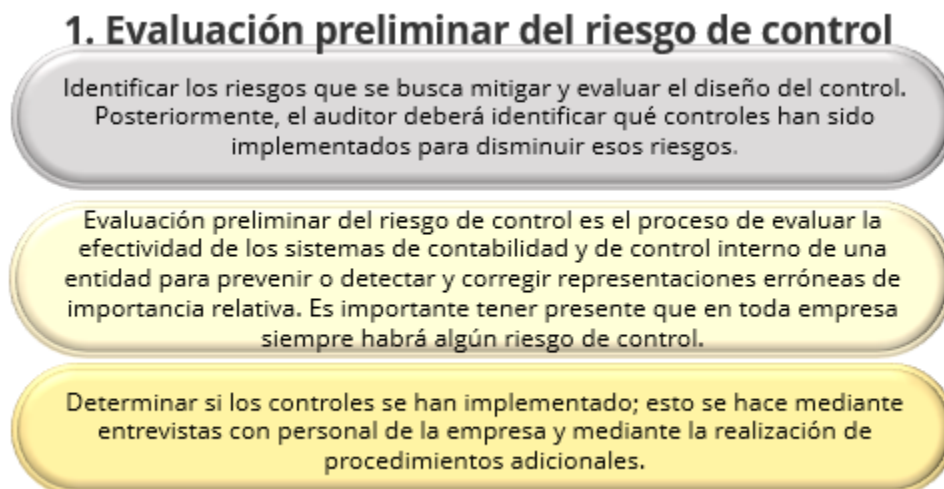 1. Evaluación preliminar del riesgo de control
Identificar los riesgos que se busca mitigar y evaluar el diseño del control.
Posteriormente, el auditor deberá identificar qué controles han sido
implementados para disminuir esos riesgos.
Evaluación preliminar del riesgo de control es el proceso de evaluar la
efectividad de los sistemas de contabilidad y de control interno de una
entidad para prevenir o detectar y corregir representaciones erróneas de
importancia relativa. Es importante tener presente que en toda empresa
siempre habrá algún riesgo de control.
Determinar si los controles se han implementado; esto se hace mediante
entrevistas con personal de la empresa y mediante la realización de
procedimientos adicionales.